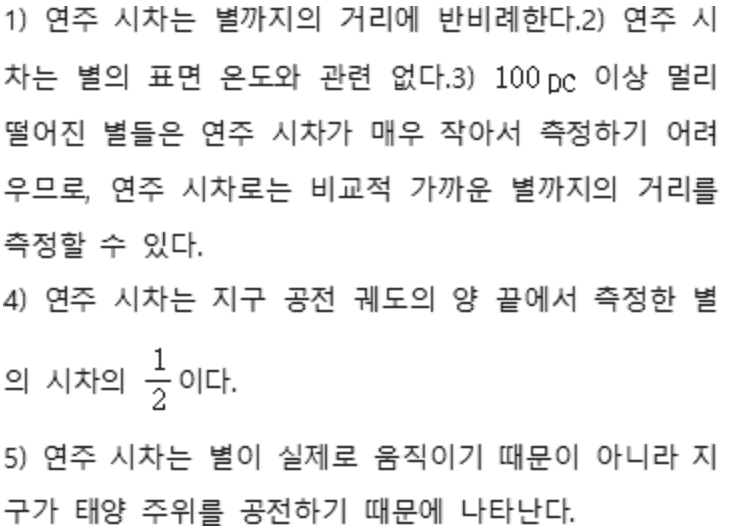 1) 연주 시차는 별까지의 거리에 반비례한다.2) 연주 시
차는 별의 표면 온도와 관련 없다.3) 100 pc 이상 멀리
떨어진 별들은 연주 시차가 매우 작아서 측정하기 어려
우므로, 연주 시차로는 비교적 가까운 별까지의 거리를
측정할 수 있다.
4) 연주 시차는 지구 공전 궤도의 양 끝에서 측정한 별
의 시차의 1/2 이다.
5) 연주 시차는 별이 실제로 움직이기 때문이 아니라 지
구가 태양 주위를 공전하기 때문에 나타난다.